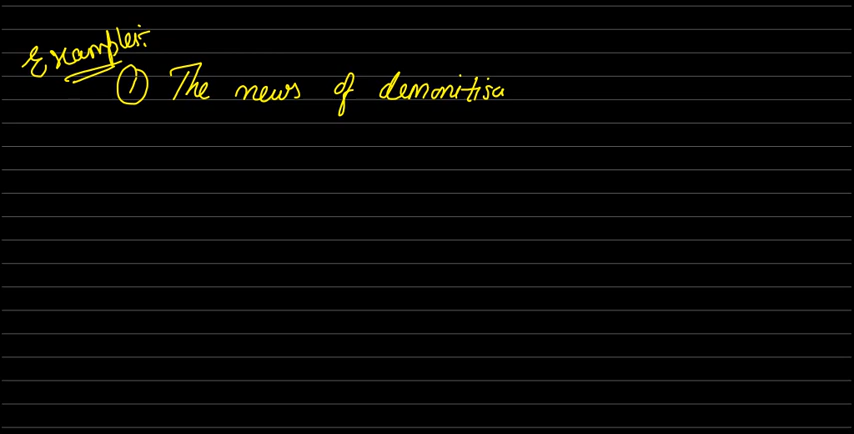 Examples:
① The news of demonitisa